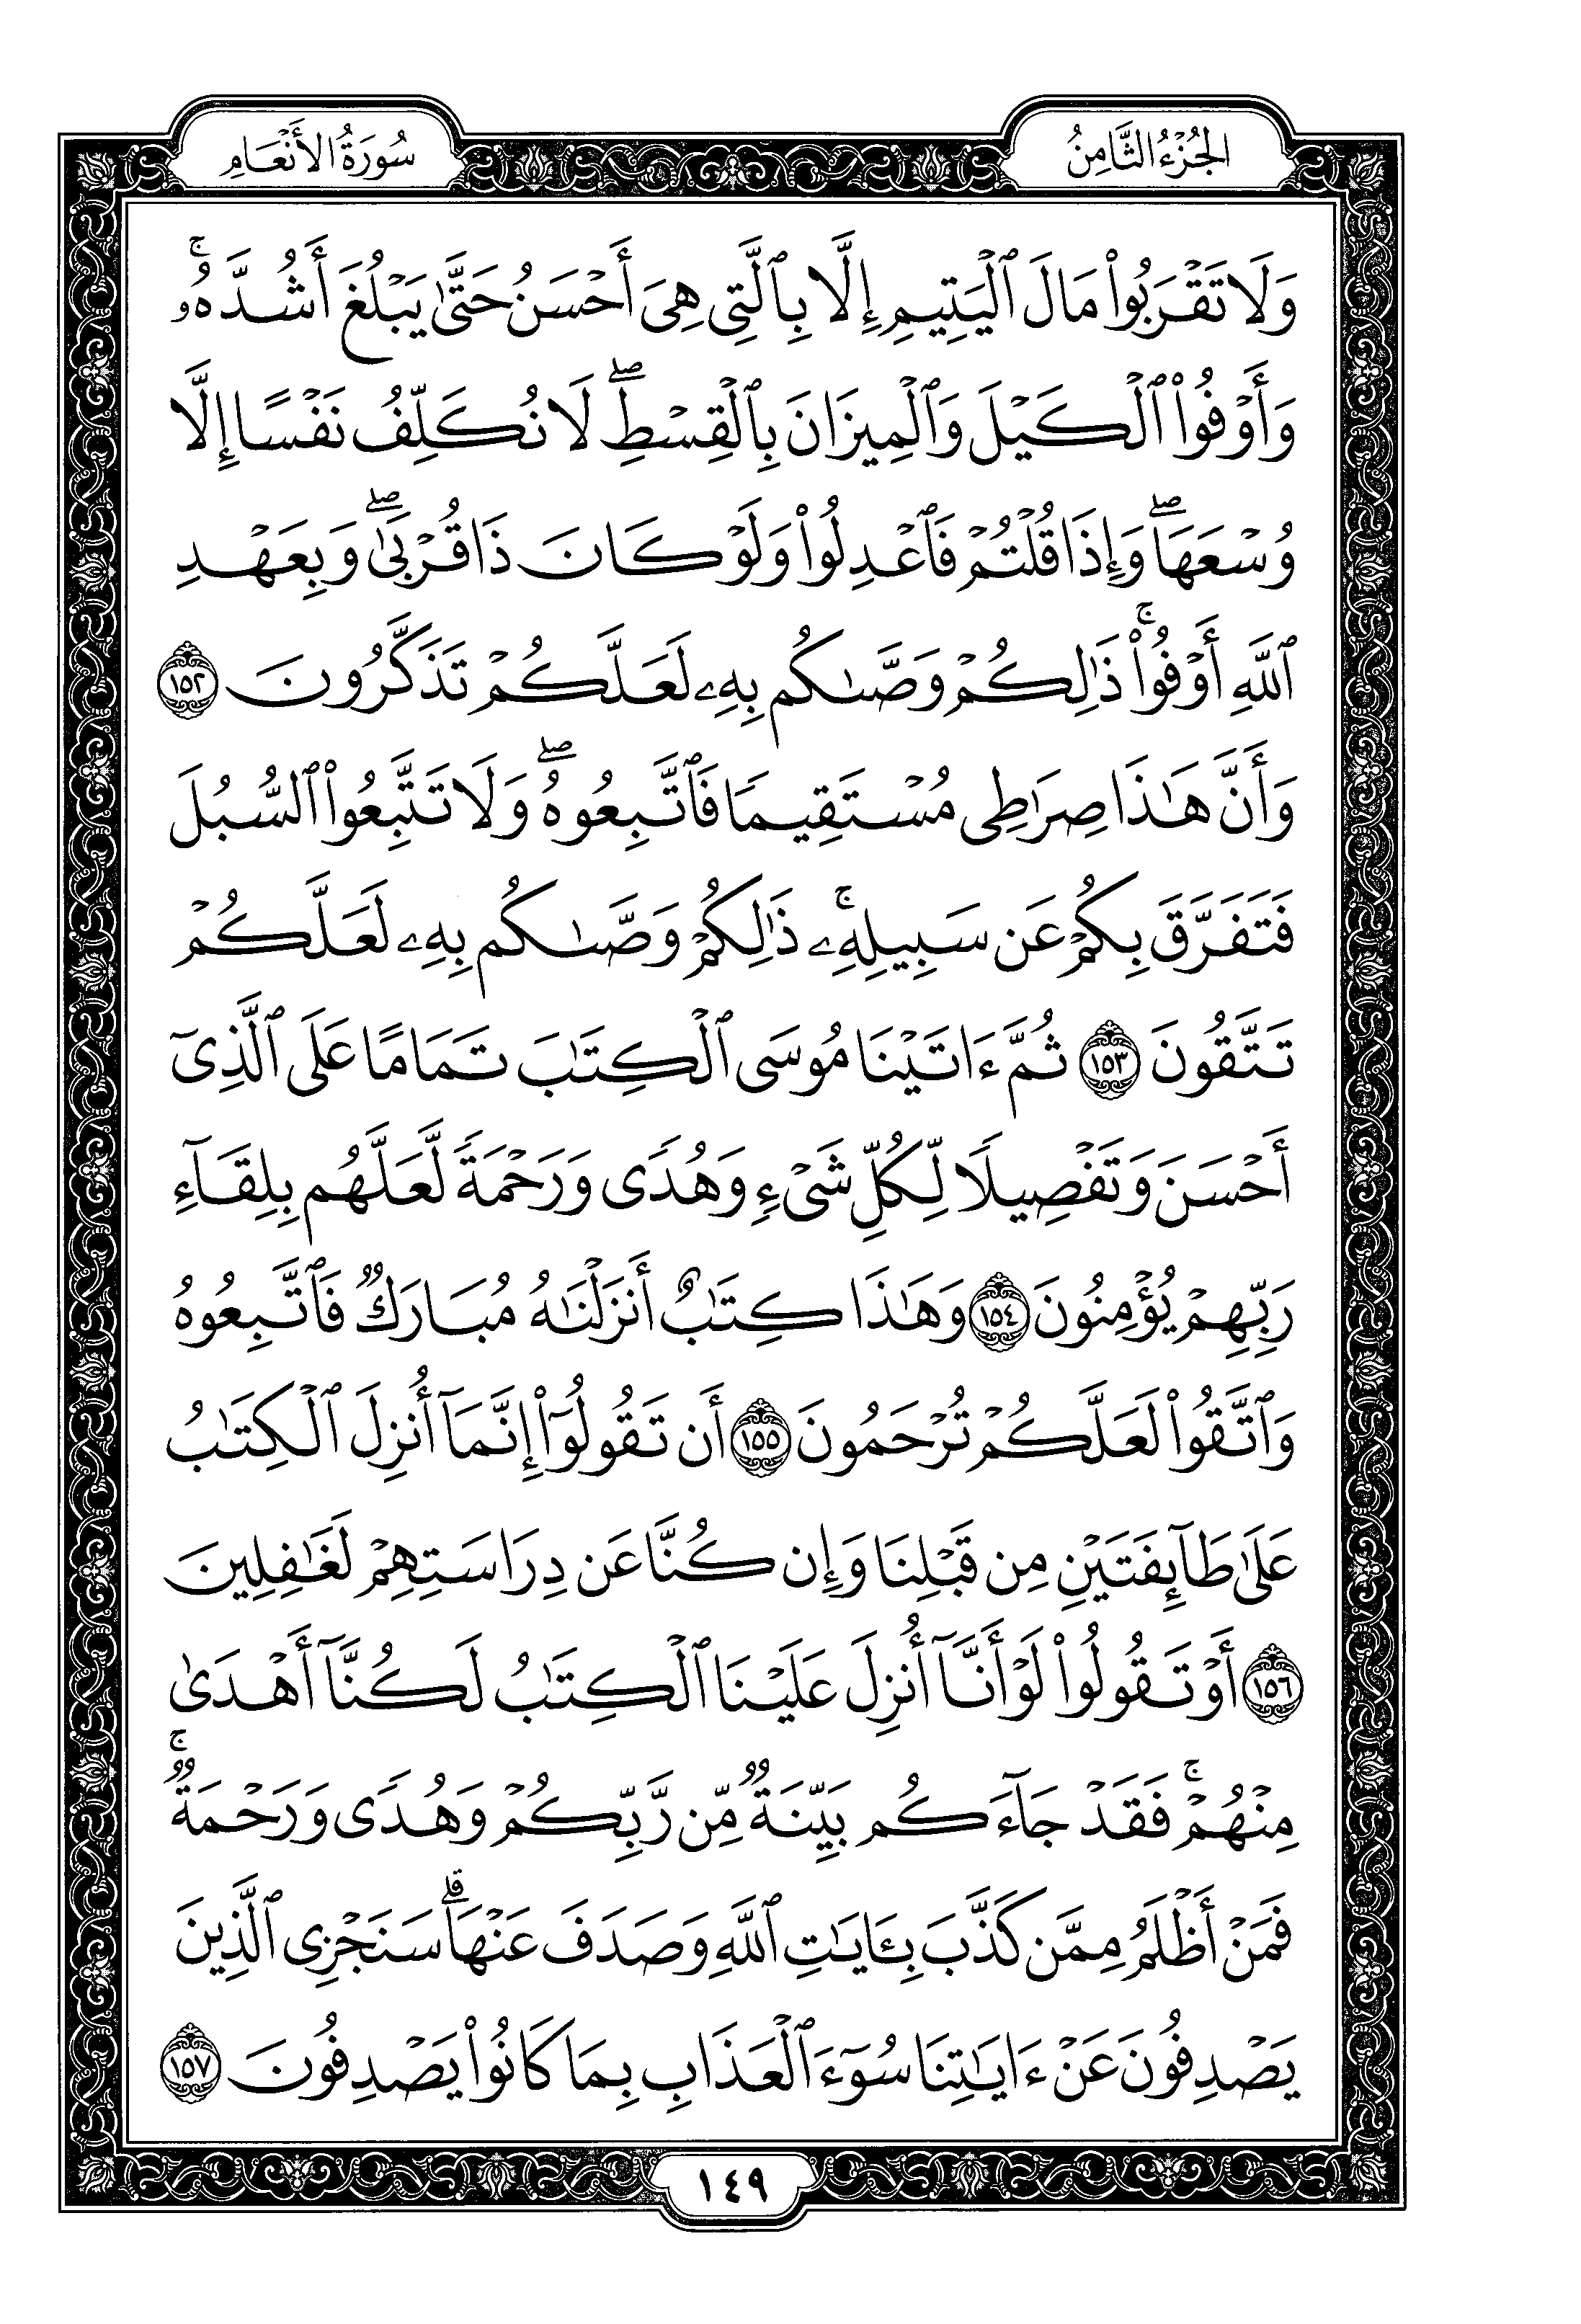 الجُزْءُ الثَّامِنُ
سُورَةُ الأَنْعَامِ
وَلَا تَقْرَبُوا۟ مَالَ ٱلْيَتِيمِ إِلَّا بِٱلَّتِى هِىَ أَحْسَنُ حَتَّىٰ يَبْلُغَ أَشُدَّهُۥ ۚ
وَأَوْفُوا۟ ٱلْكَيْلَ وَٱلْمِيزَانَ بِٱلْقِسْطِ ۖ لَا نُكَلِّفُ نَفْسًا إِلَّا
وُسْعَهَا ۖ وَإِذَا قُلْتُمْ فَٱعْدِلُوا۟ وَلَوْ كَانَ ذَا قُرْبَىٰ ۖ وَبِعَهْدِ
ٱللَّهِ أَوْفُوا۟ ۚ ذَٰلِكُمْ وَصَّىٰكُم بِهِۦ لَعَلَّكُمْ تَذَكَّرُونَ ١٥٢
وَأَنَّ هَٰذَا صِرَٰطِى مُسْتَقِيمًا فَٱتَّبِعُوهُ ۖ وَلَا تَتَّبِعُوا۟ ٱلسُّبُلَ
فَتَفَرَّقَ بِكُمْ عَن سَبِيلِهِۦ ۚ ذَٰلِكُمْ وَصَّىٰكُم بِهِۦ لَعَلَّكُمْ
تَتَّقُونَ ١٥٣ ثُمَّ ءَاتَيْنَا مُوسَى ٱلْكِتَٰبَ تَمَامًا عَلَى ٱلَّذِىٓ
أَحْسَنَ وَتَفْصِيلًا لِّكُلِّ شَىْءٍ وَهُدًى وَرَحْمَةً لَّعَلَّهُم بِلِقَآءِ
رَبِّهِمْ يُؤْمِنُونَ ١٥٤ وَهَٰذَا كِتَٰبٌ أَنزَلْنَٰهُ مُبَارَكٌ فَٱتَّبِعُوهُ
وَٱتَّقُوا۟ لَعَلَّكُمْ تُرْحَمُونَ ١٥٥ أَن تَقُولُوٓا۟ إِنَّمَآ أُنزِلَ ٱلْكِتَٰبُ
عَلَىٰ طَآئِفَتَيْنِ مِن قَبْلِنَا وَإِن كُنَّا عَن دِرَاسَتِهِمْ لَغَٰفِلِينَ
١٥٦ أَوْ تَقُولُوا۟ لَوْ أَنَّآ أُنزِلَ عَلَيْنَا ٱلْكِتَٰبُ لَكُنَّآ أَهْدَىٰ
مِنْهُمْ ۚ فَقَدْ جَآءَكُم بَيِّنَةٌ مِّن رَّبِّكُمْ وَهُدًى وَرَحْمَةٌ ۚ
فَمَنْ أَظْلَمُ مِمَّن كَذَّبَ بِـَٔايَٰتِ ٱللَّهِ وَصَدَفَ عَنْهَا ۗ سَنَجْزِى ٱلَّذِينَ
يَصْدِفُونَ عَنْ ءَايَٰتِنَا سُوٓءَ ٱلْعَذَابِ بِمَا كَانُوا۟ يَصْدِفُونَ ١٥٧
١٤٩